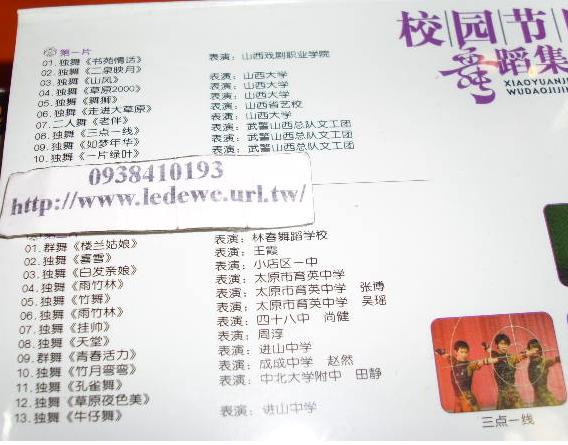 校园节
舞蹈集
XIAOYUANJI
WUDAOJIJI
第一片
01. 独舞《书苑情话》 表演：山西戏剧职业学院
02. 独舞《二泉映月》
03. 独舞《山风》 表演：山西大学
04. 独舞《草原2000》 表演：山西大学
05. 独舞《舞狮》 表演：山西大学
06. 独舞《走进大草原》 表演：山西省艺校
07. 二人舞《老伴》 表演：山西大学
08. 独舞《三点一线》 表演：武警山西总队文工团
09. 独舞《如梦年华》 表演：武警山西总队文工团
10. 独舞《一片绿叶》 表演：武警山西总队文工团
0938410193
http://www.ledewe.url.tw/
01. 群舞《楼兰姑娘》 表演：林春舞蹈学校
02. 独舞《喜雪》 表演：王霞
03. 独舞《白发亲娘》 表演：小店区一中
04. 独舞《雨竹林》 表演：太原市育英中学
05. 独舞《竹舞》 表演：太原市育英中学 张博
06. 独舞《雨竹林》 表演：太原市育英中学 吴瑶
07. 独舞《挂帅》 表演：四十八中 尚健
08. 独舞《天堂》 表演：周淳
09. 群舞《青春活力》 表演：进山中学
10. 独舞《竹月弯弯》 表演：成成中学 赵然
11. 独舞《孔雀舞》 表演：中北大学附中 田静
12. 独舞《草原夜色美》
13. 独舞《牛仔舞》 表演：进山中学
三点一线